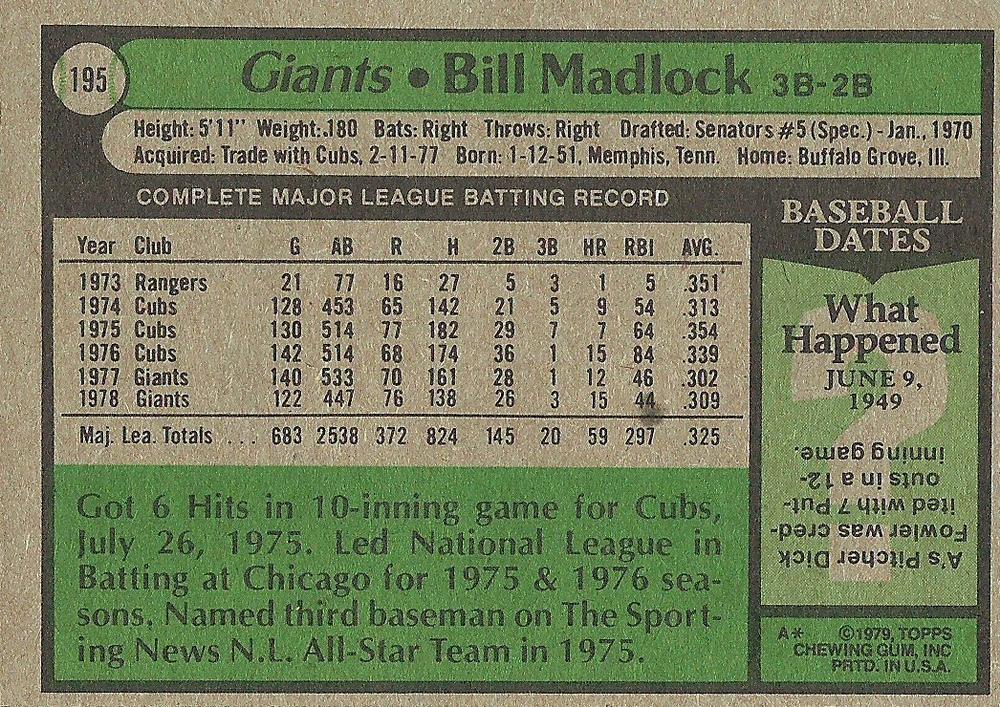 195
Giants • Bill Madlock 3B-2B
Height: 5'11" Weight: 180 Bats: Right Throws: Right Drafted: Senators #5 (Spec.) - Jan., 1970
Acquired: Trade with Cubs, 2-11-77 Born: 1-12-51, Memphis, Tenn. Home: Buffalo Grove, Ill.
COMPLETE MAJOR LEAGUE BATTING RECORD
Year Club G AB R H 2B 3B HR RBI AVG.
1973 Rangers 21 77 16 27 5 3 1 5 .351
1974 Cubs 128 453 65 142 21 5 9 54 .313
1975 Cubs 130 514 77 182 29 7 7 64 .354
1976 Cubs 142 514 68 174 36 1 15 84 .339
1977 Giants 140 533 70 161 28 1 12 46 .302
1978 Giants 122 447 76 138 26 3 15 44 .309
Maj. Lea. Totals ... 683 2538 372 824 145 20 59 297 .325
Got 6 Hits in 10-inning game for Cubs,
July 26, 1975. Led National League in
Batting at Chicago for 1975 & 1976 sea-
sons. Named third baseman on The Sport-
ing News N.L. All-Star Team in 1975.
BASEBALL
DATES
What
Happened
JUNE 9,
1949
A's Pitcher Dick
Fowler was cred-
ited with 7 Put-
outs in a 12-
inning game.
A* ©1979, TOPPS
CHEWING GUM, INC
PRTD. IN U.S.A.